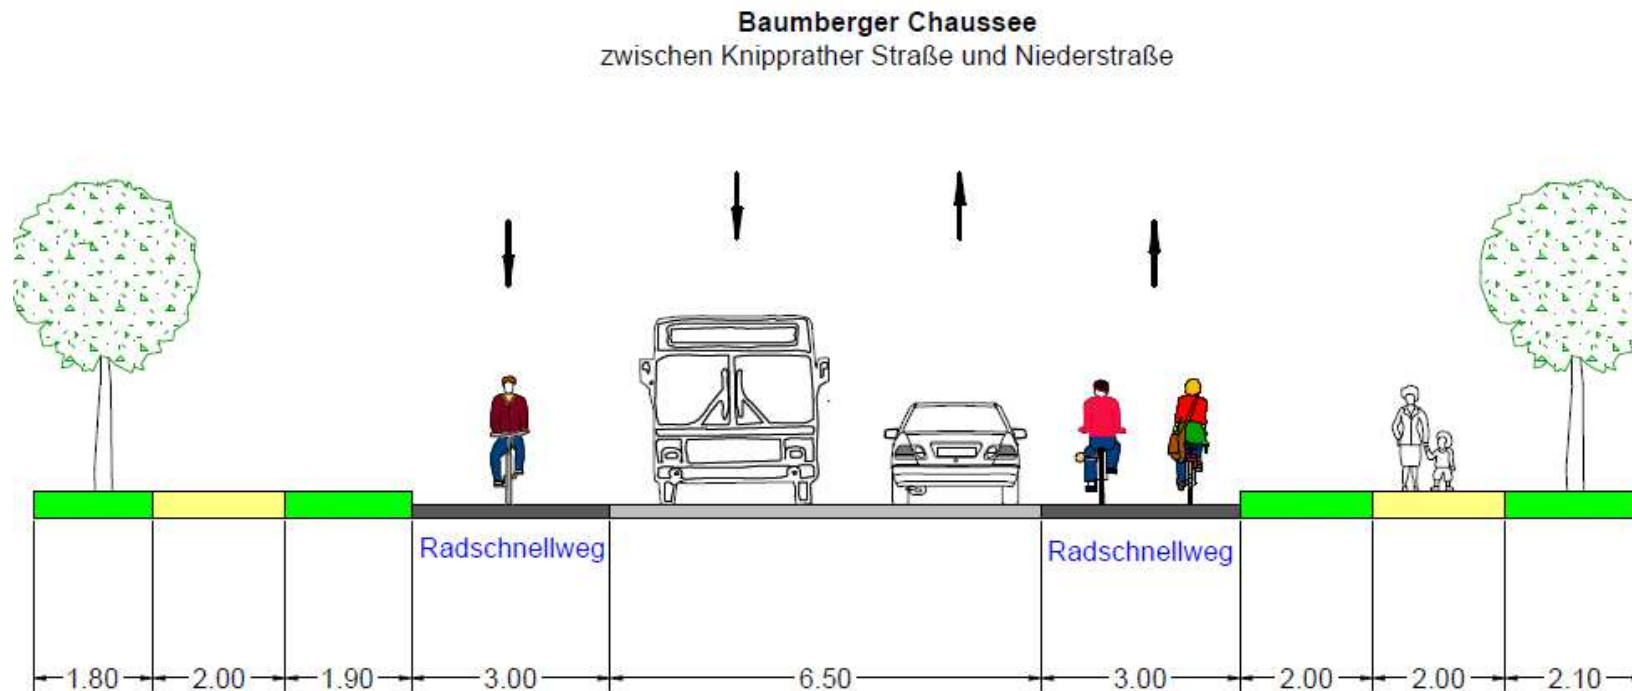 Baumberger Chaussee
zwischen Knipprather Straße und Niederstraße
Radschnellweg Radschnellweg
1.80 2.00 1.90 3.00 6.50 3.00 2.00 2.00 2.10